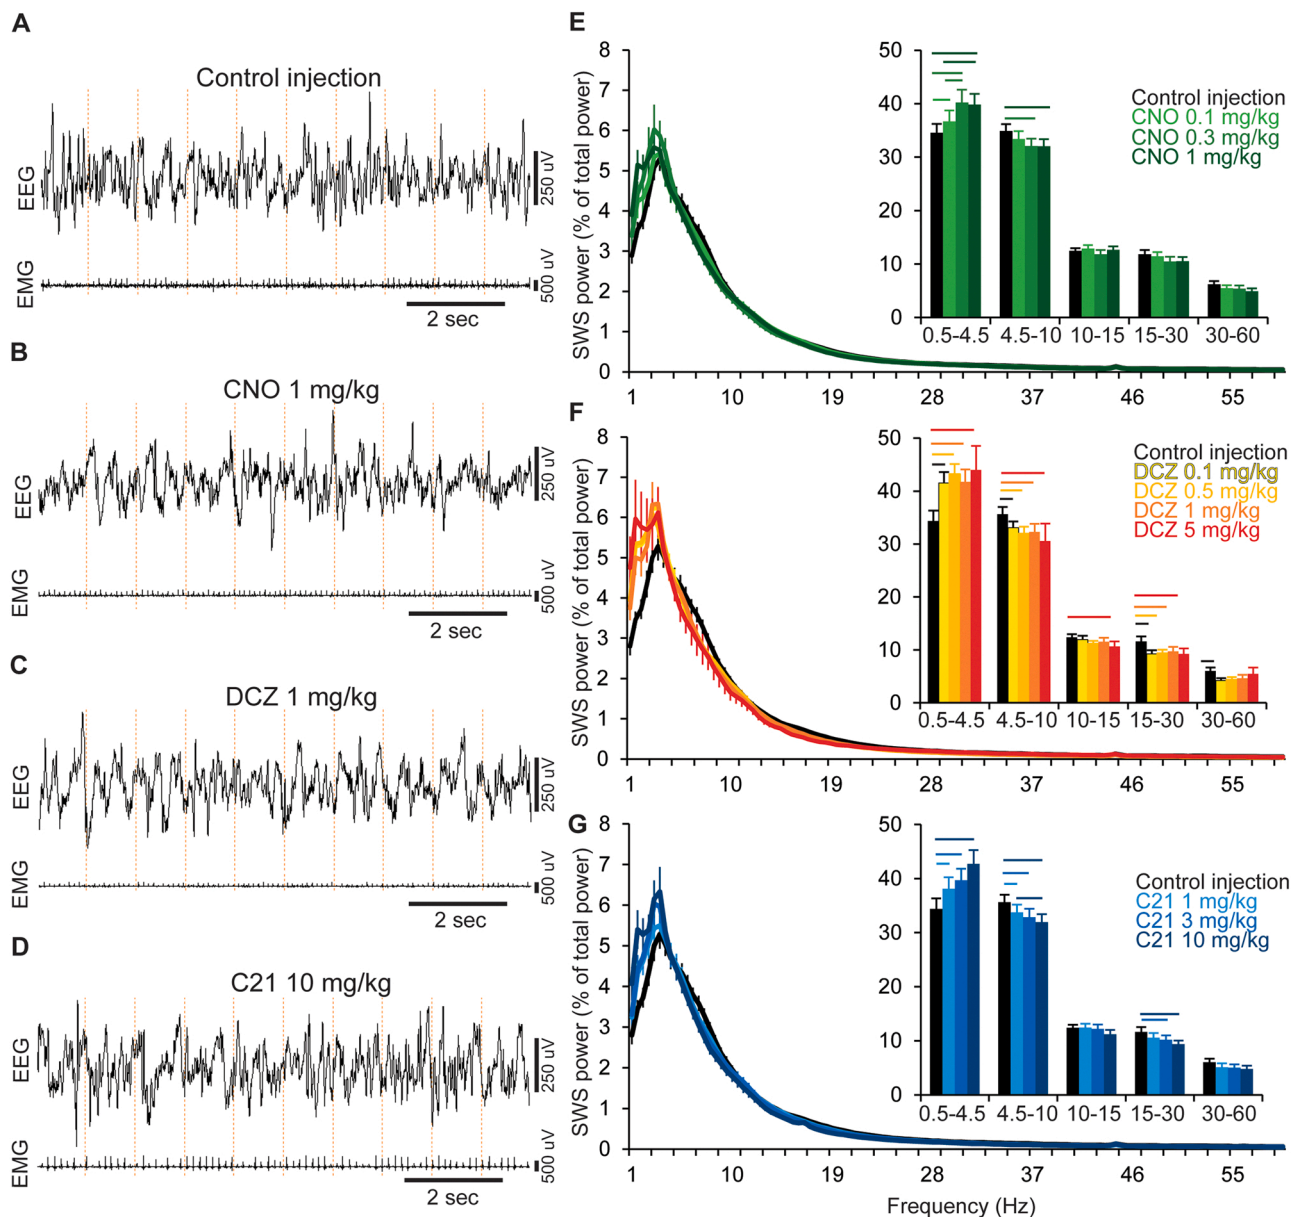 A
Control injection
EEG
250 uV
EMG
500 uV
2 sec
B
CNO 1 mg/kg
EEG
250 uV
EMG
500 uV
2 sec
C
DCZ 1 mg/kg
EEG
250 uV
EMG
500 uV
2 sec
D
C21 10 mg/kg
EEG
250 uV
EMG
500 uV
2 sec
E
SWS power (% of total power)
8
7
6
5
4
3
2
1
0
1 10 19 28 37 46 55
50
40
30
20
10
0
0.5-4.5 4.5-10 10-15 15-30 30-60
Control injection
CNO 0.1 mg/kg
CNO 0.3 mg/kg
CNO 1 mg/kg
F
SWS power (% of total power)
8
7
6
5
4
3
2
1
0
1 10 19 28 37 46 55
50
40
30
20
10
0
0.5-4.5 4.5-10 10-15 15-30 30-60
Control injection
DCZ 0.1 mg/kg
DCZ 0.5 mg/kg
DCZ 1 mg/kg
DCZ 5 mg/kg
G
SWS power (% of total power)
8
7
6
5
4
3
2
1
0
1 10 19 28 37 46 55
50
40
30
20
10
0
0.5-4.5 4.5-10 10-15 15-30 30-60
Control injection
C21 1 mg/kg
C21 3 mg/kg
C21 10 mg/kg
Frequency (Hz)